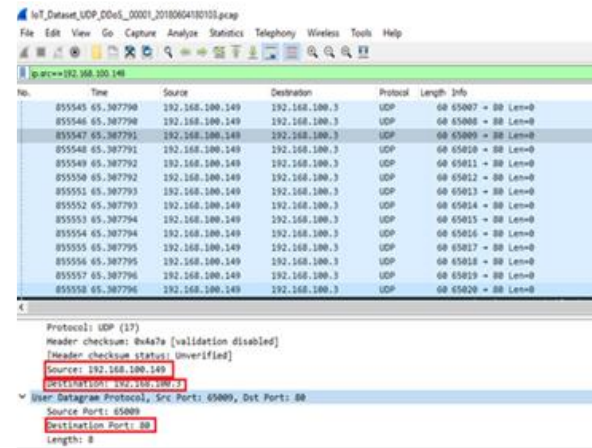 IoT_Dataset_UDP_DDoS__00001_20180604180103.pcap
File Edit View Go Capture Analyze Statistics Telephony Wireless Tools Help
ip.src==192.168.100.149
No. Time Source Destination Protocol Length Info
855545 65.307790 192.168.100.149 192.168.100.3 UDP 60 65007 → 80 Len=0
855546 65.307790 192.168.100.149 192.168.100.3 UDP 60 65008 → 80 Len=0
855547 65.307791 192.168.100.149 192.168.100.3 UDP 60 65009 → 80 Len=0
855548 65.307791 192.168.100.149 192.168.100.3 UDP 60 65010 → 80 Len=0
855549 65.307792 192.168.100.149 192.168.100.3 UDP 60 65011 → 80 Len=0
855550 65.307792 192.168.100.149 192.168.100.3 UDP 60 65012 → 80 Len=0
855551 65.307793 192.168.100.149 192.168.100.3 UDP 60 65013 → 80 Len=0
855552 65.307793 192.168.100.149 192.168.100.3 UDP 60 65014 → 80 Len=0
855553 65.307794 192.168.100.149 192.168.100.3 UDP 60 65015 → 80 Len=0
855554 65.307794 192.168.100.149 192.168.100.3 UDP 60 65016 → 80 Len=0
855555 65.307795 192.168.100.149 192.168.100.3 UDP 60 65017 → 80 Len=0
855556 65.307795 192.168.100.149 192.168.100.3 UDP 60 65018 → 80 Len=0
855557 65.307796 192.168.100.149 192.168.100.3 UDP 60 65019 → 80 Len=0
855558 65.307796 192.168.100.149 192.168.100.3 UDP 60 65020 → 80 Len=0
Protocol: UDP (17)
Header checksum: 0x4a7a [validation disabled]
[Header checksum status: Unverified]
Source: 192.168.100.149
Destination: 192.168.100.3
User Datagram Protocol, Src Port: 65009, Dst Port: 80
Source Port: 65009
Destination Port: 80
Length: 8